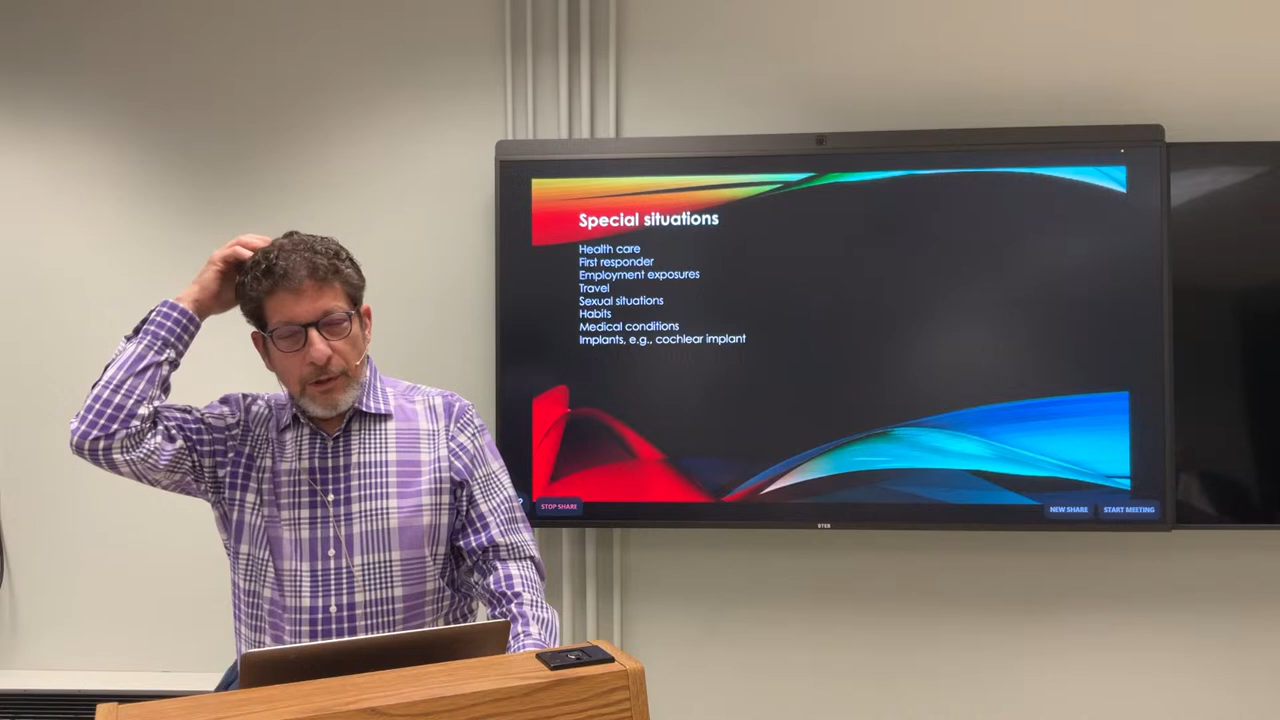 Special situations
Health care
First responder
Employment exposures
Travel
Sexual situations
Habits
Medical conditions
Implants, e.g., cochlear implant
STOP SHARE
NEW SHARE
START MEETING
DTEN